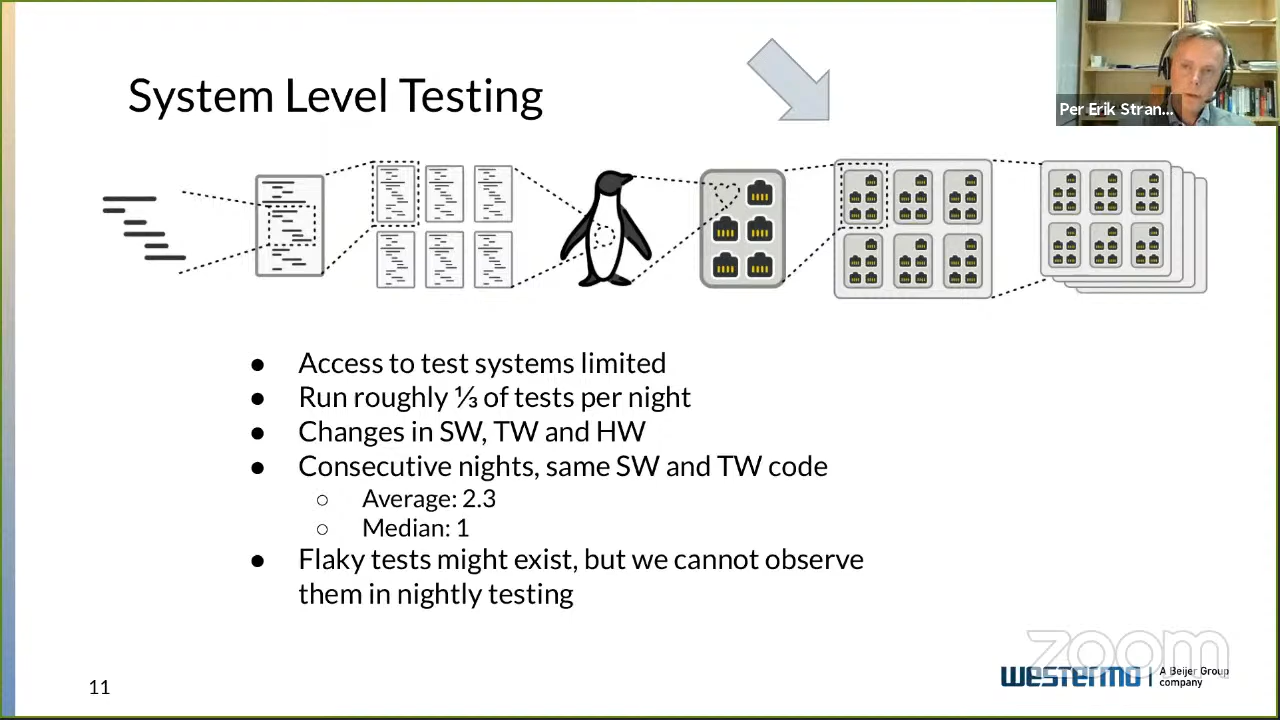 System Level Testing
Per Erik Stran...
● Access to test systems limited
● Run roughly ⅓ of tests per night
● Changes in SW, TW and HW
● Consecutive nights, same SW and TW code
○ Average: 2.3
○ Median: 1
● Flaky tests might exist, but we cannot observe
them in nightly testing
zoom
westermo | A Beijer Group
company
11